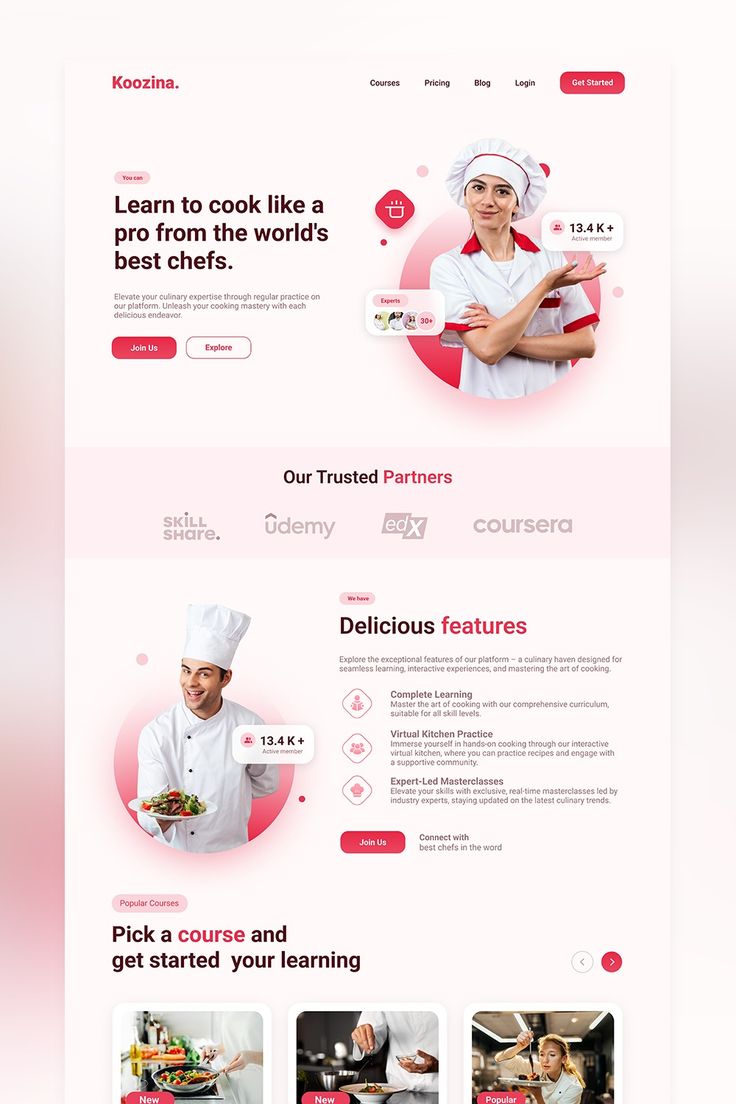 Koozina.
Courses
Pricing
Blog
Login
Get Started
You can
Learn to cook like a
pro from the world's
best chefs.
Elevate your culinary expertise through regular practice on
our platform. Unleash your cooking mastery with each
delicious endeavor.
Join Us
Explore
13.4 K +
Active member
Experts
30+
Our Trusted Partners
SKILL
SHARE.
udemy
edX
coursera
13.4 K +
Active member
We have
Delicious features
Explore the exceptional features of our platform – a culinary haven designed for
seamless learning, interactive experiences, and mastering the art of cooking.
Complete Learning
Master the art of cooking with our comprehensive curriculum,
suitable for all skill levels.
Virtual Kitchen Practice
Immerse yourself in hands-on cooking through our interactive
virtual kitchen, where you can practice recipes and engage with
a supportive community.
Expert-Led Masterclasses
Elevate your skills with exclusive, real-time masterclasses led by
industry experts, staying updated on the latest culinary trends.
Join Us
Connect with
best chefs in the word
Popular Courses
Pick a course and
get started  your learning
New
New
Popular